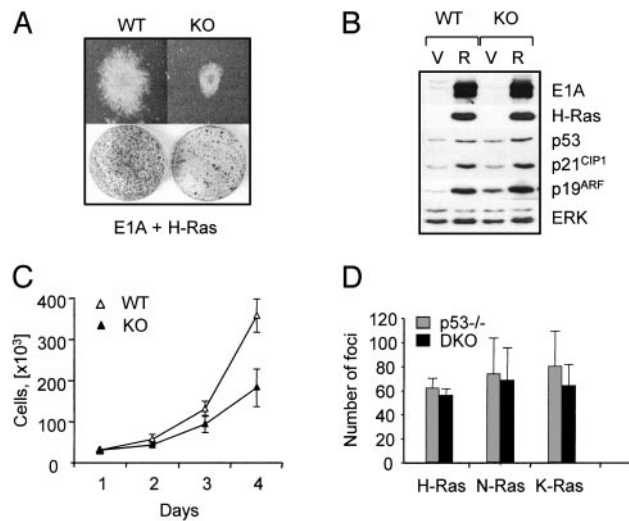 A
WT KO
E1A + H-Ras
B
WT KO
V R V R
E1A
H-Ras
p53
p21CIP1
p19ARF
ERK
C
Cells, [x10³]
400
300
200
100
0
WT
KO
1 2 3 4
Days
D
Number of foci
120
100
80
60
40
20
0
p53-/-
DKO
H-Ras N-Ras K-Ras